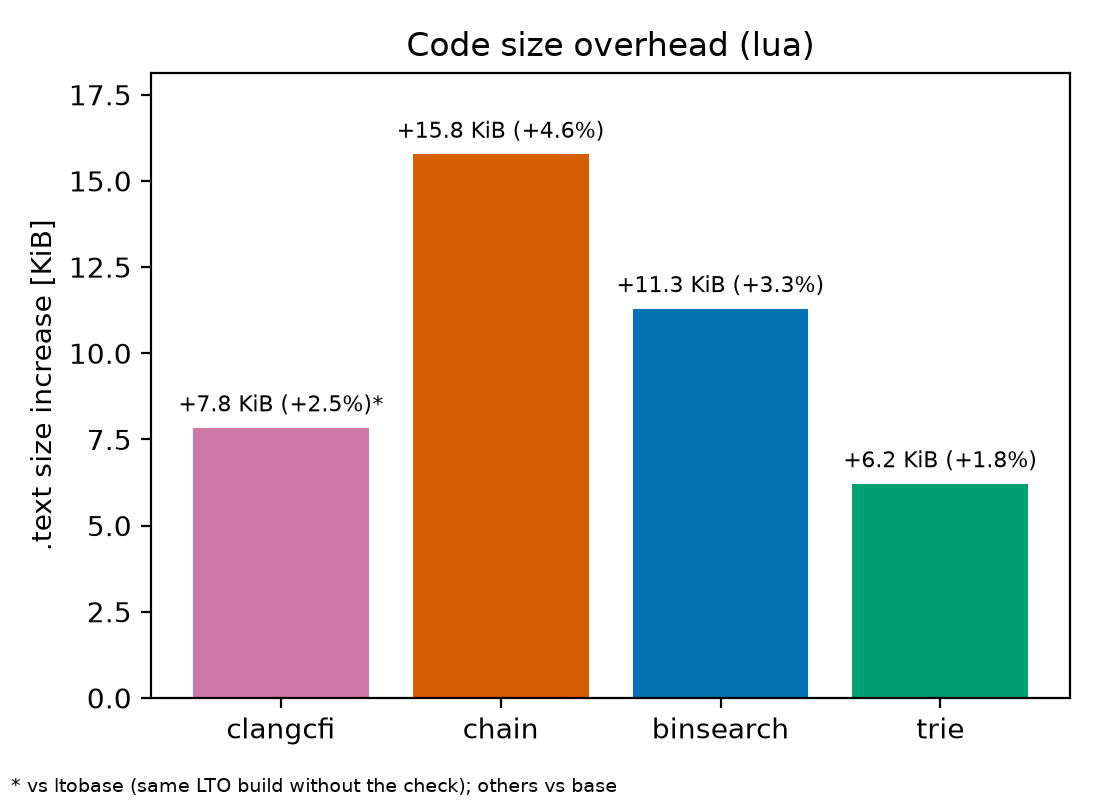 Code size overhead (lua)
.text size increase [KiB]
17.5
15.0
12.5
10.0
7.5
5.0
2.5
0.0
+7.8 KiB (+2.5%)*
+15.8 KiB (+4.6%)
+11.3 KiB (+3.3%)
+6.2 KiB (+1.8%)
clangcfi
chain
binsearch
trie
* vs ltobase (same LTO build without the check); others vs base